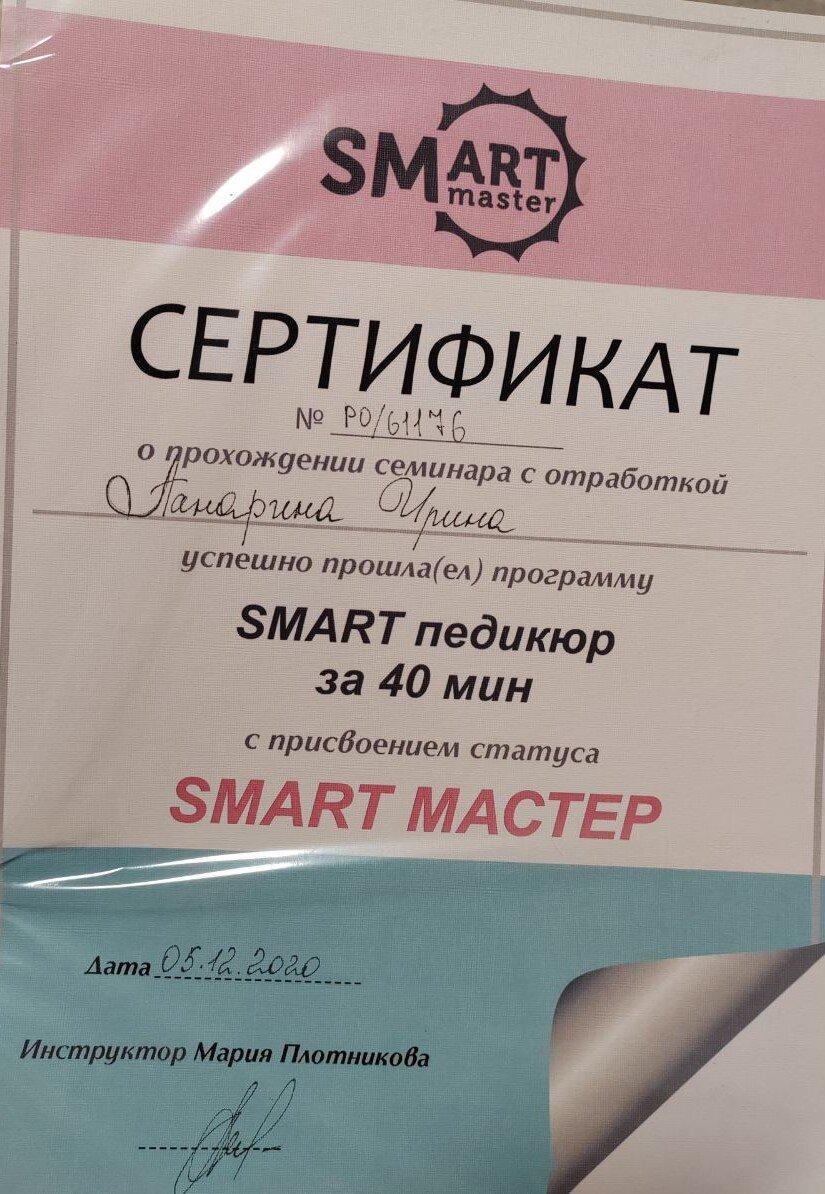 SMART
master
СЕРТИФИКАТ
№ РО/61176
о прохождении семинара с отработкой
Панарина Ирина
успешно прошла(ел) программу
SMART педикюр
за 40 мин
с присвоением статуса
SMART МАСТЕР
Дата 05.12.2020
Инструктор Мария Плотникова